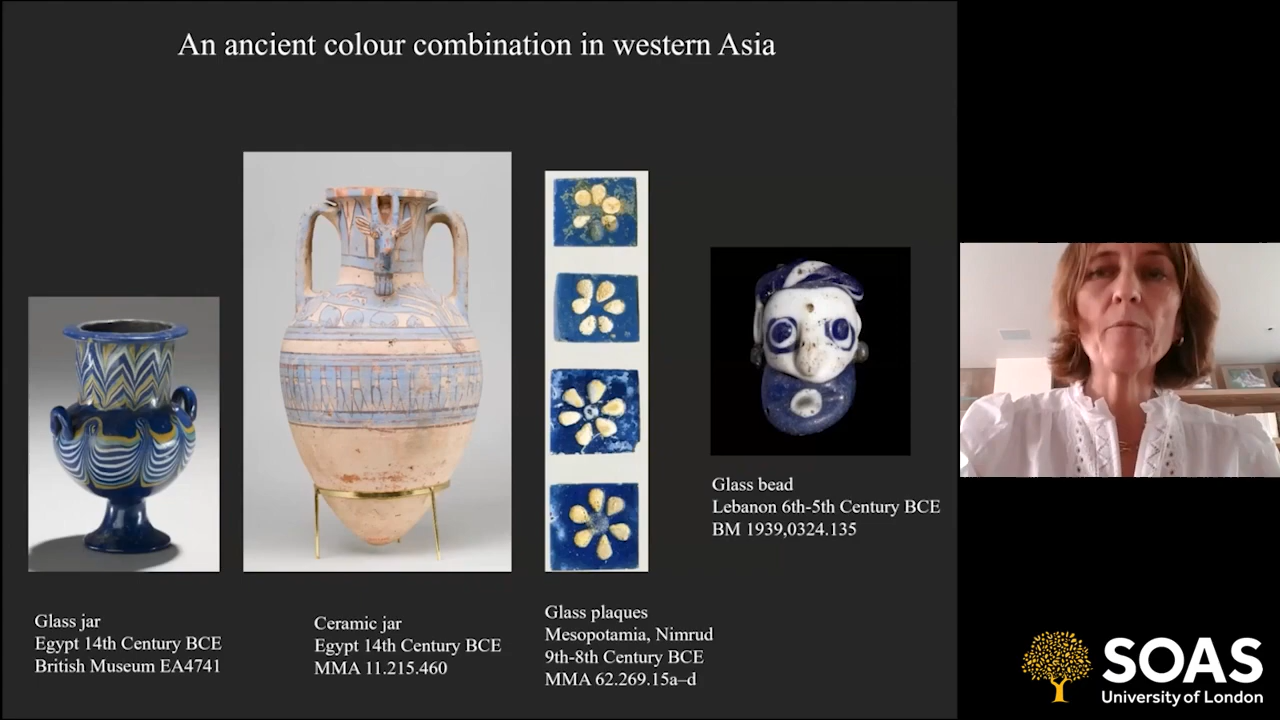 An ancient colour combination in western Asia
Glass jar
Egypt 14th Century BCE
British Museum EA4741
Ceramic jar
Egypt 14th Century BCE
MMA 11.215.460
Glass plaques
Mesopotamia, Nimrud
9th-8th Century BCE
MMA 62.269.15a–d
Glass bead
Lebanon 6th-5th Century BCE
BM 1939,0324.135
SOAS
University of London